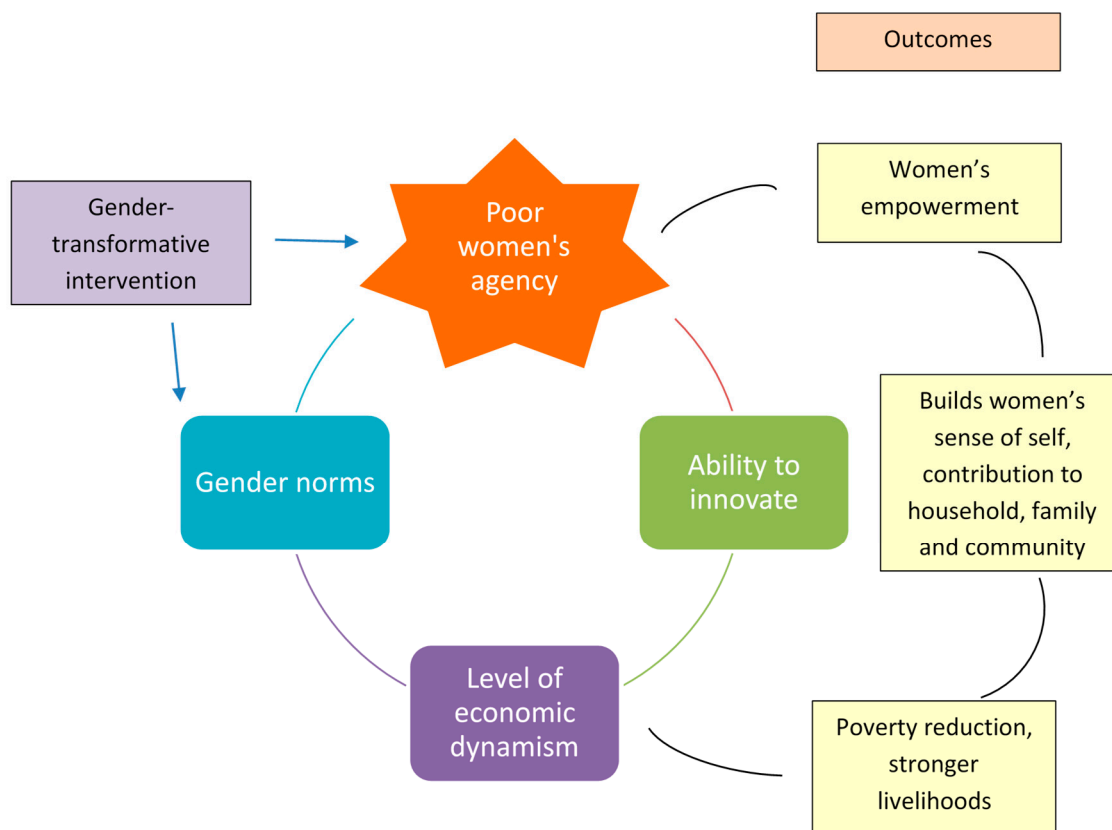 Outcomes
Women’s
empowerment
Gender-
transformative
intervention
Poor
women's
agency
Builds women’s
sense of self,
contribution to
household, family
and community
Gender norms
Ability to
innovate
Level of
economic
dynamism
Poverty reduction,
stronger
livelihoods